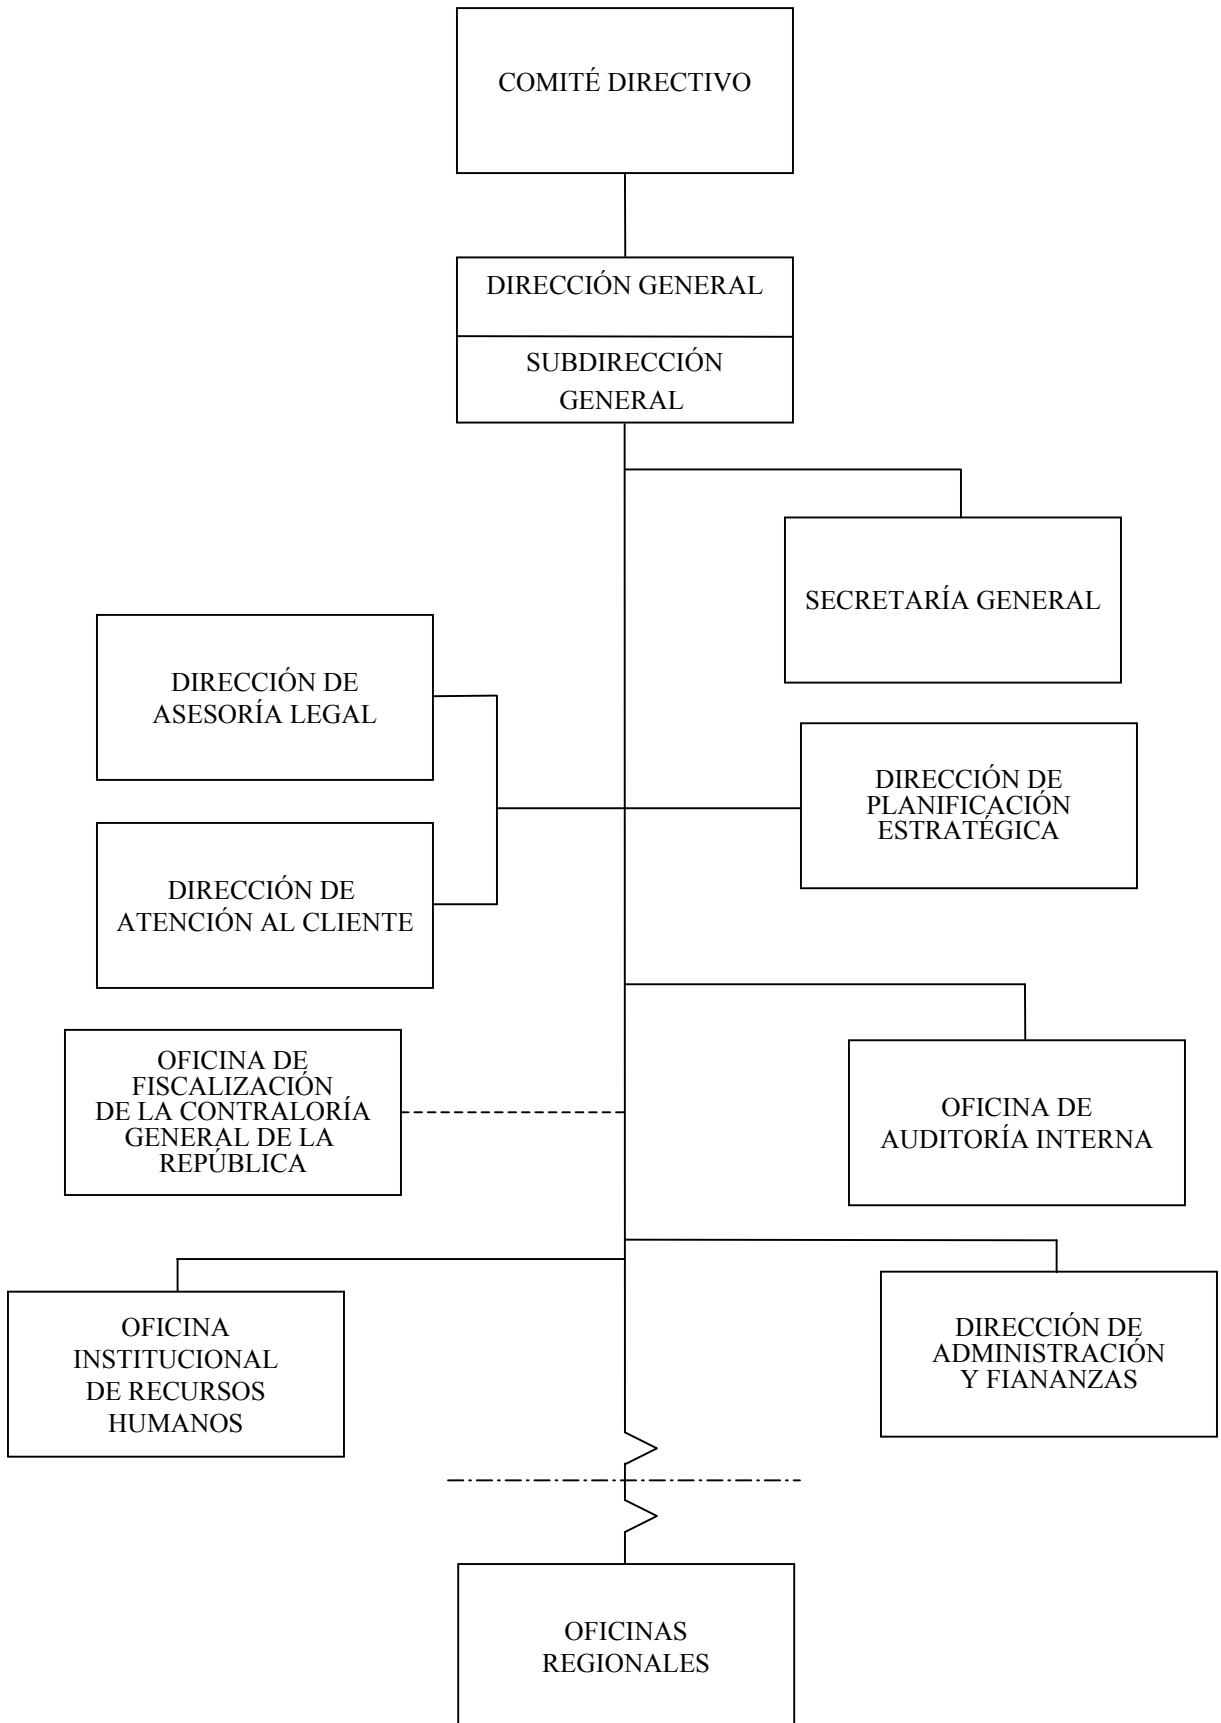 COMITÉ DIRECTIVO
DIRECCIÓN GENERAL
SUBDIRECCIÓN
GENERAL
SECRETARÍA GENERAL
DIRECCIÓN DE
ASESORÍA LEGAL
DIRECCIÓN DE
PLANIFICACIÓN
ESTRATÉGICA
DIRECCIÓN DE
ATENCIÓN AL CLIENTE
OFICINA DE
FISCALIZACIÓN
DE LA CONTRALORÍA
GENERAL DE LA
REPÚBLICA
OFICINA DE
AUDITORÍA INTERNA
OFICINA
INSTITUCIONAL
DE RECURSOS
HUMANOS
DIRECCIÓN DE
ADMINISTRACIÓN
Y FIANANZAS
OFICINAS
REGIONALES